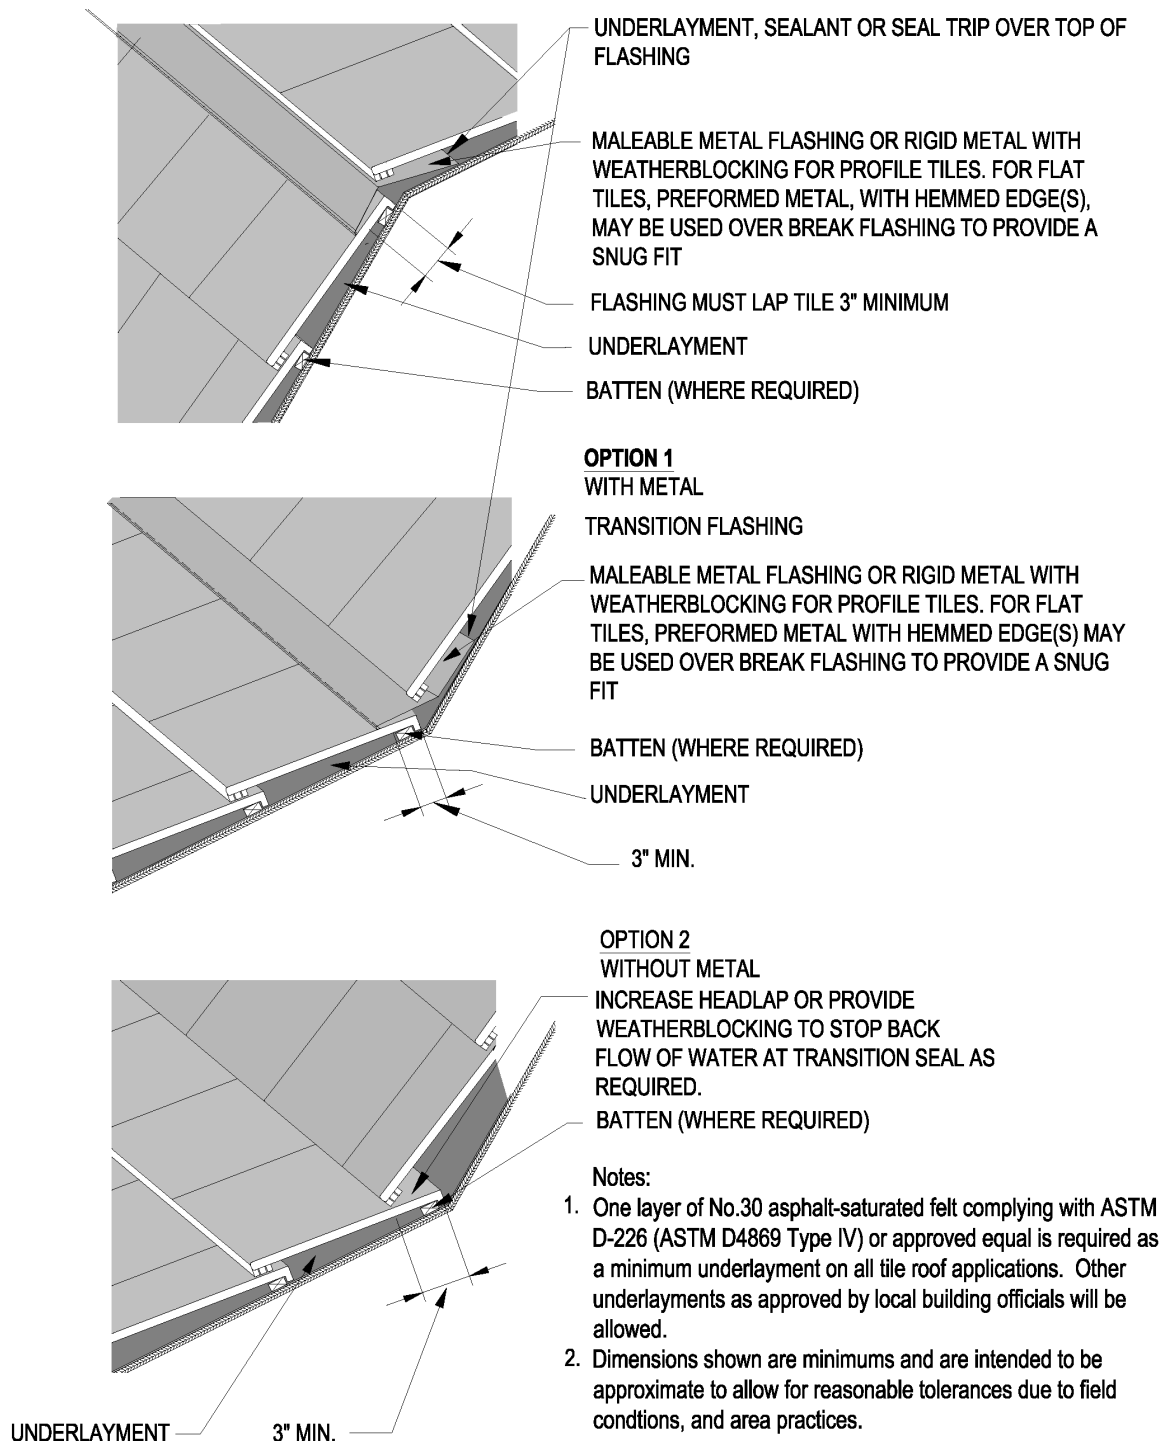 UNDERLAYMENT, SEALANT OR SEAL TRIP OVER TOP OF
FLASHING
MALEABLE METAL FLASHING OR RIGID METAL WITH
WEATHERBLOCKING FOR PROFILE TILES. FOR FLAT
TILES, PREFORMED METAL, WITH HEMMED EDGE(S),
MAY BE USED OVER BREAK FLASHING TO PROVIDE A
SNUG FIT
FLASHING MUST LAP TILE 3" MINIMUM
UNDERLAYMENT
BATTEN (WHERE REQUIRED)
OPTION 1
WITH METAL
TRANSITION FLASHING
MALEABLE METAL FLASHING OR RIGID METAL WITH
WEATHERBLOCKING FOR PROFILE TILES. FOR FLAT
TILES, PREFORMED METAL WITH HEMMED EDGE(S) MAY
BE USED OVER BREAK FLASHING TO PROVIDE A SNUG
FIT
BATTEN (WHERE REQUIRED)
UNDERLAYMENT
3" MIN.
OPTION 2
WITHOUT METAL
INCREASE HEADLAP OR PROVIDE
WEATHERBLOCKING TO STOP BACK
FLOW OF WATER AT TRANSITION SEAL AS
REQUIRED.
BATTEN (WHERE REQUIRED)
Notes:
1. One layer of No.30 asphalt-saturated felt complying with ASTM
D-226 (ASTM D4869 Type IV) or approved equal is required as
a minimum underlayment on all tile roof applications. Other
underlayments as approved by local building officials will be
allowed.
2. Dimensions shown are minimums and are intended to be
approximate to allow for reasonable tolerances due to field
condtions, and area practices.
UNDERLAYMENT
3" MIN.